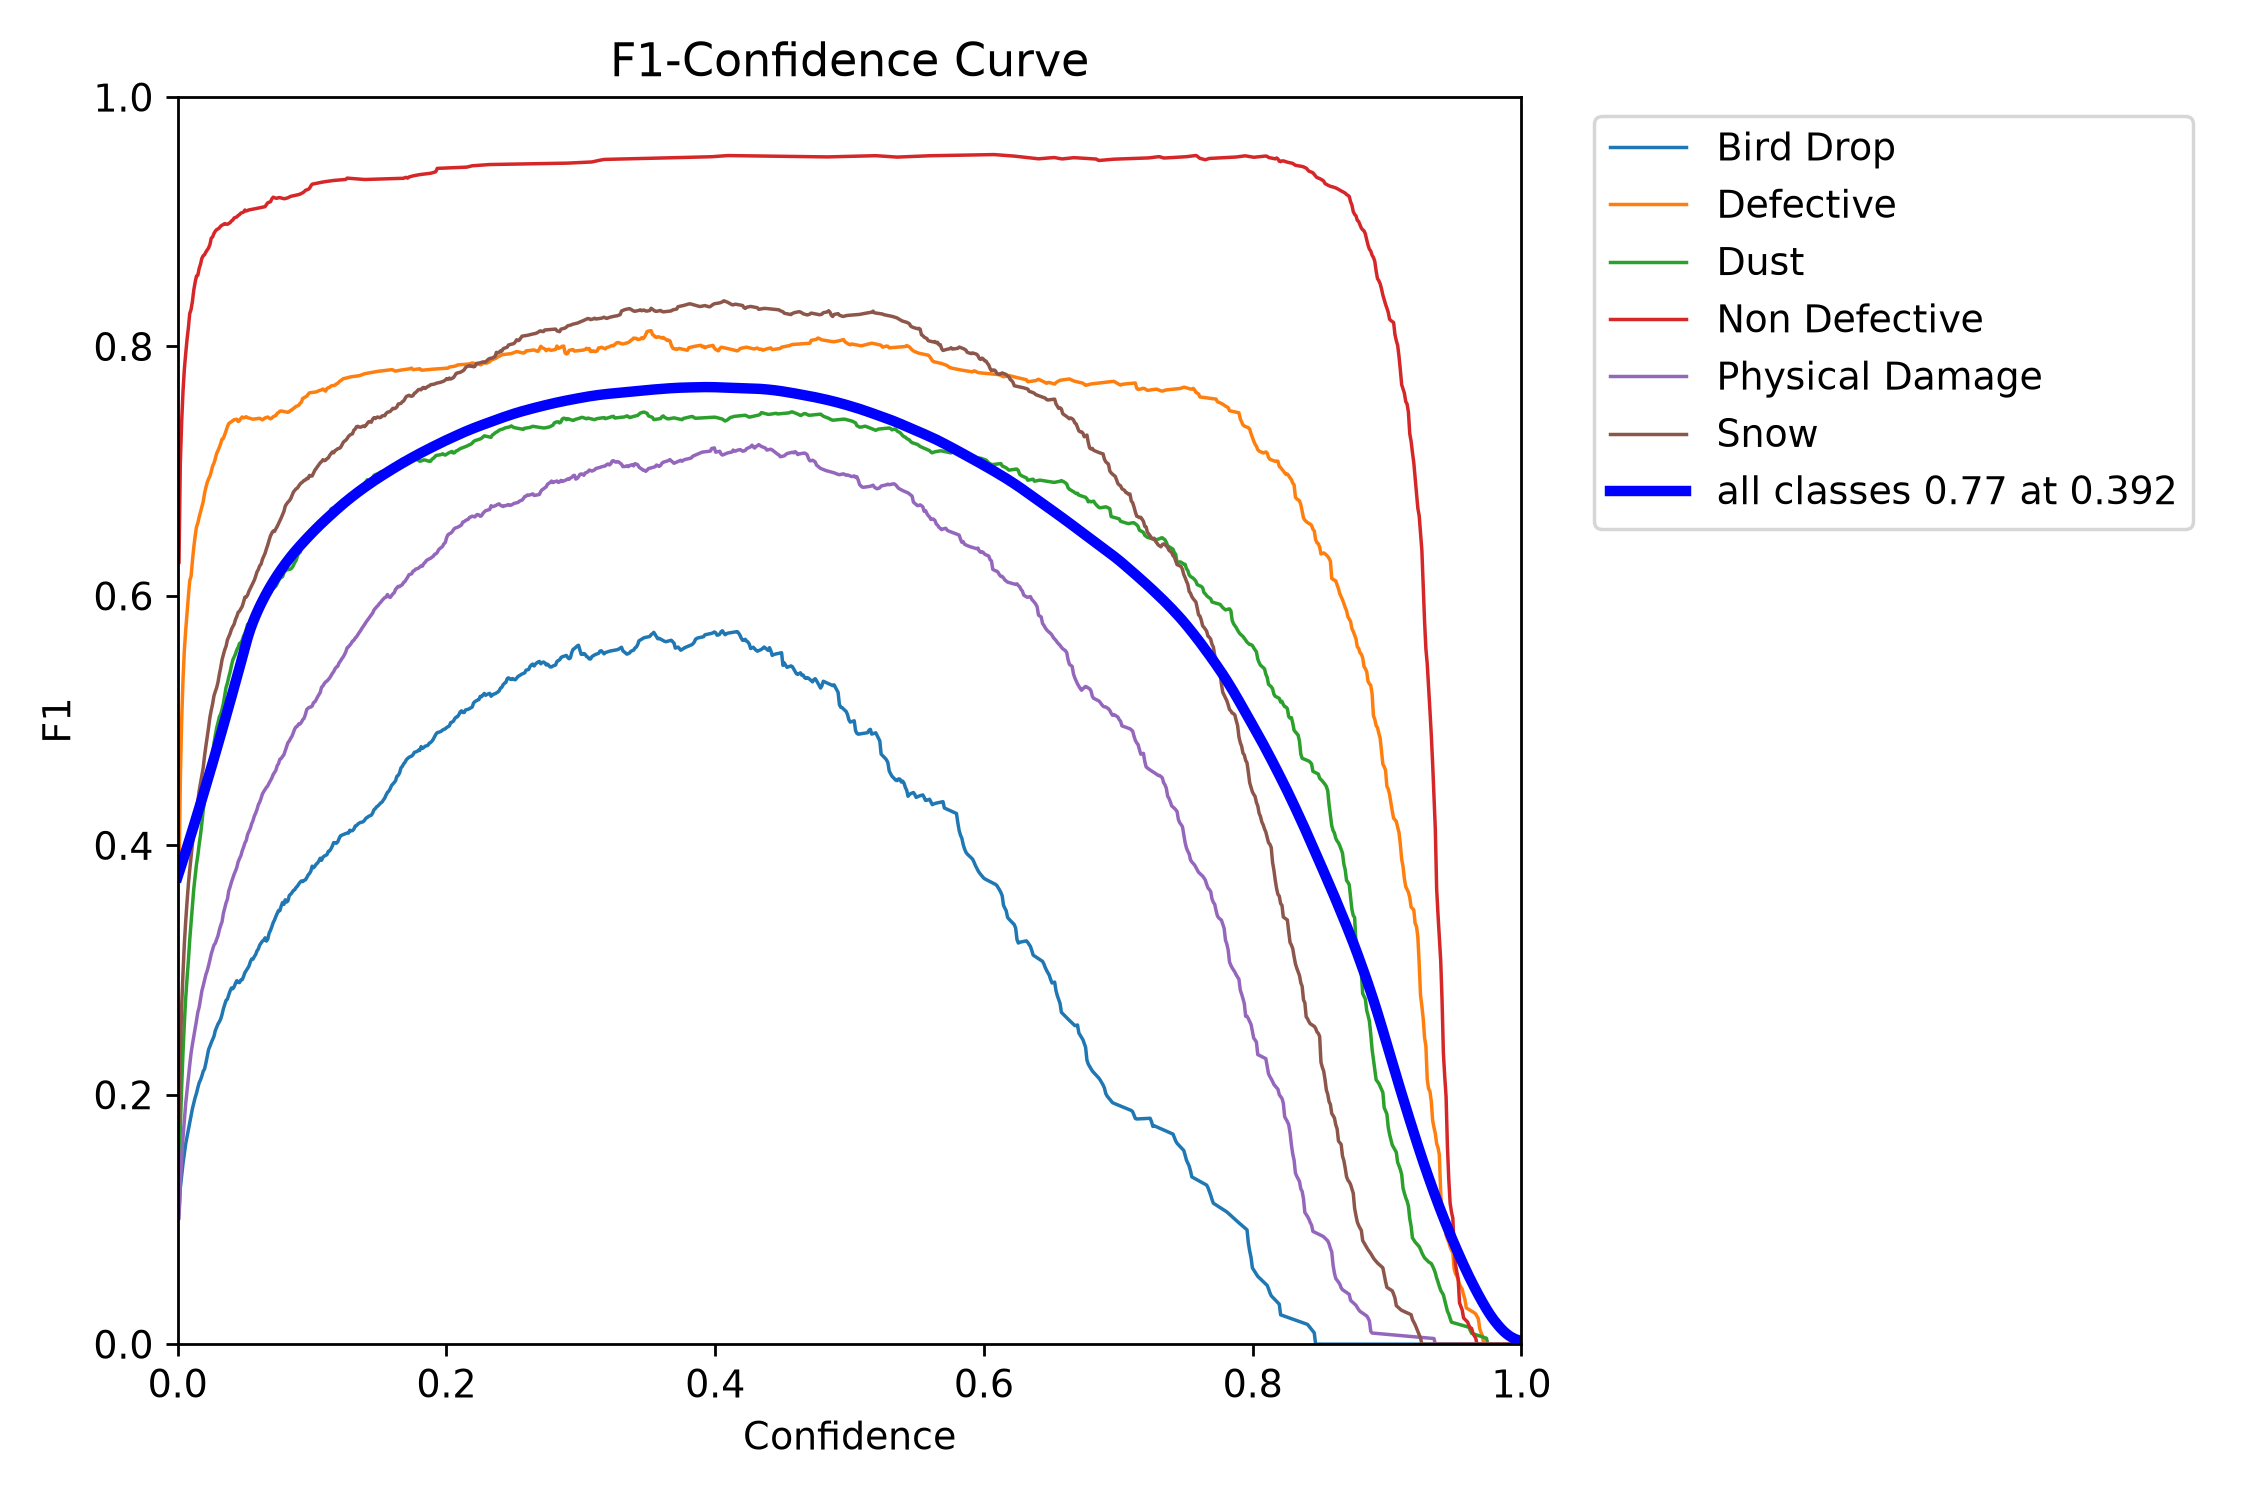 F1-Confidence Curve
1.0
0.8
0.6
0.4
0.2
0.0
F1
0.0 0.2 0.4 0.6 0.8 1.0
Confidence
Bird Drop
Defective
Dust
Non Defective
Physical Damage
Snow
all classes 0.77 at 0.392